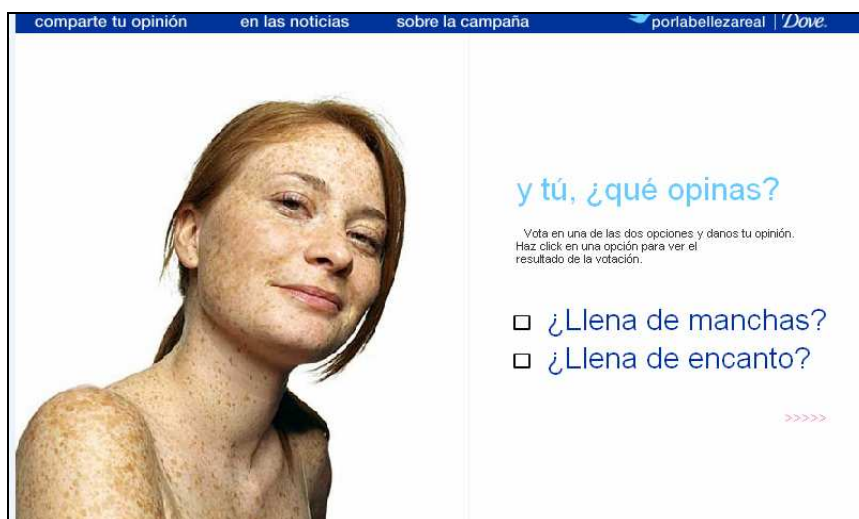 comparte tu opinión en las noticias sobre la campaña porlabellezareal | Dove.
y tú, ¿qué opinas?
Vota en una de las dos opciones y danos tu opinión.
Haz click en una opción para ver el
resultado de la votación.
¿Llena de manchas?
¿Llena de encanto?
>>>>>